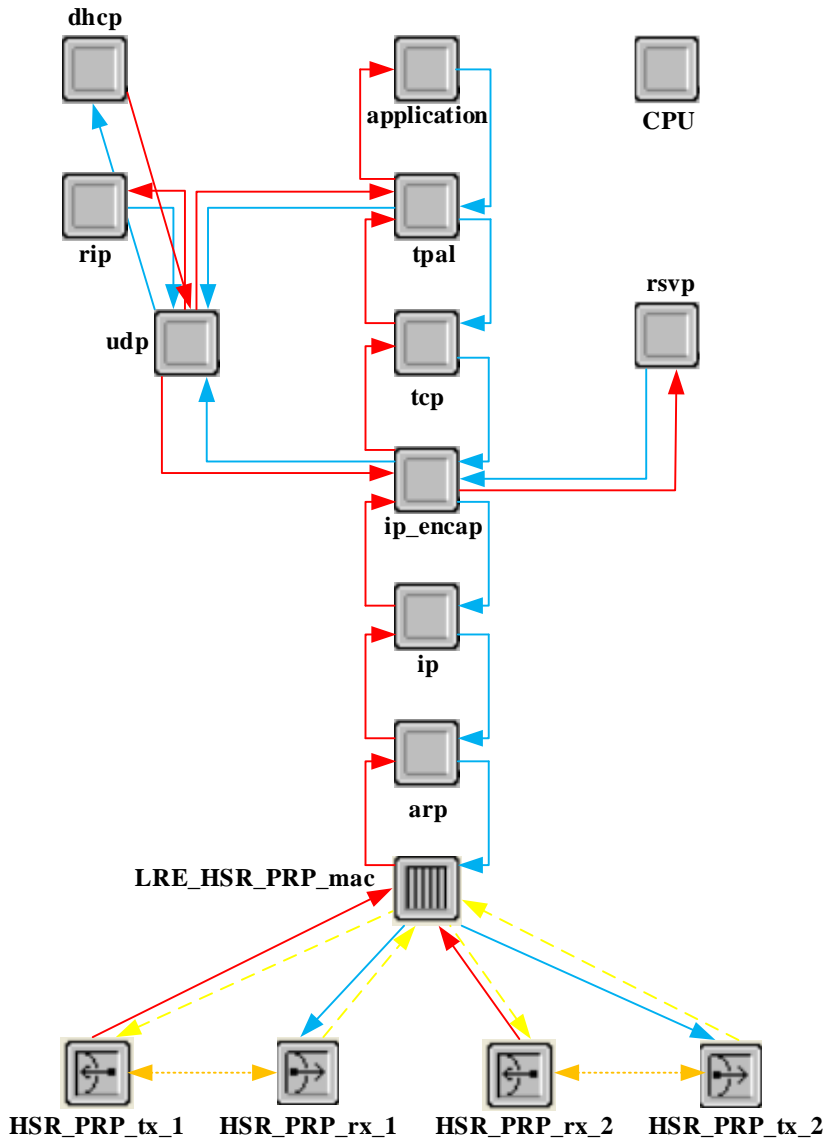 dhcp
application
CPU
rip
tpal
rsvp
udp
tcp
ip_encap
ip
arp
LRE_HSR_PRP_mac
HSR_PRP_tx_1
HSR_PRP_rx_1
HSR_PRP_rx_2
HSR_PRP_tx_2